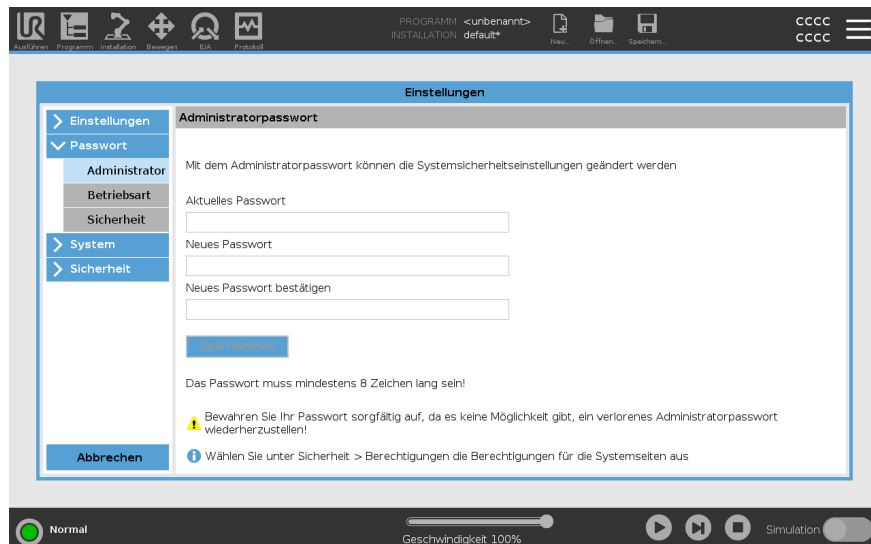 PROGRAMM <unbenannt>
INSTALLATION default*
Ausführen Programm Installation Bewegen E/A Protokoll
Neu... Öffnen... Speichern...
cccc
cccc
Einstellungen
Einstellungen
Passwort
Administrator
Betriebsart
Sicherheit
System
Sicherheit
Abbrechen
Administratorpasswort
Mit dem Administratorpasswort können die Systemsicherheitseinstellungen geändert werden
Aktuelles Passwort
Neues Passwort
Neues Passwort bestätigen
Übernehmen
Das Passwort muss mindestens 8 Zeichen lang sein!
Bewahren Sie Ihr Passwort sorgfältig auf, da es keine Möglichkeit gibt, ein verlorenes Administratorpasswort
wiederherzustellen!
Wählen Sie unter Sicherheit > Berechtigungen die Berechtigungen für die Systemseiten aus
Normal
Geschwindigkeit 100%
Simulation